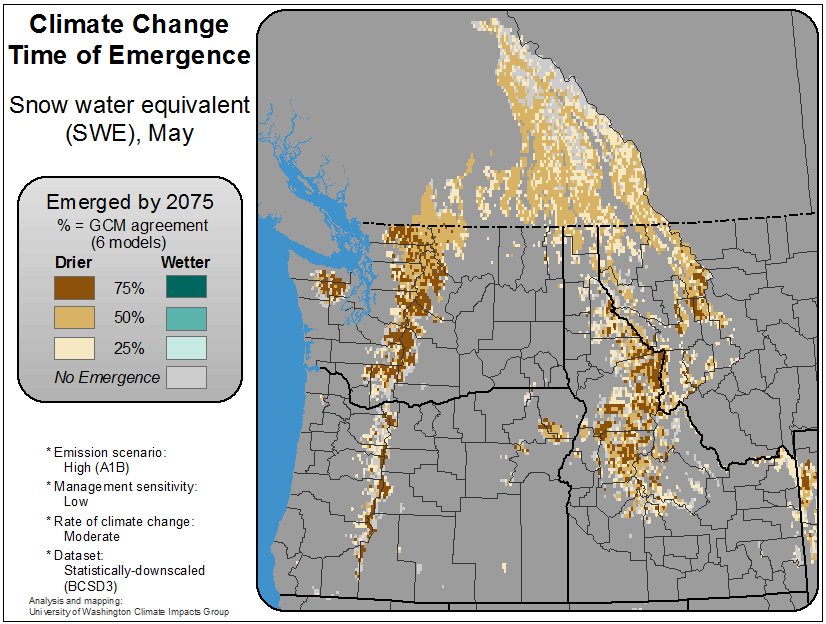 Climate Change
Time of Emergence
Snow water equivalent
(SWE), May
Emerged by 2075
% = GCM agreement
(6 models)
Drier Wetter
75%
50%
25%
No Emergence
* Emission scenario:
High (A1B)
* Management sensitivity:
Low
* Rate of climate change:
Moderate
* Dataset:
Statistically-downscaled
(BCSD3)
Analysis and mapping:
University of Washington Climate Impacts Group